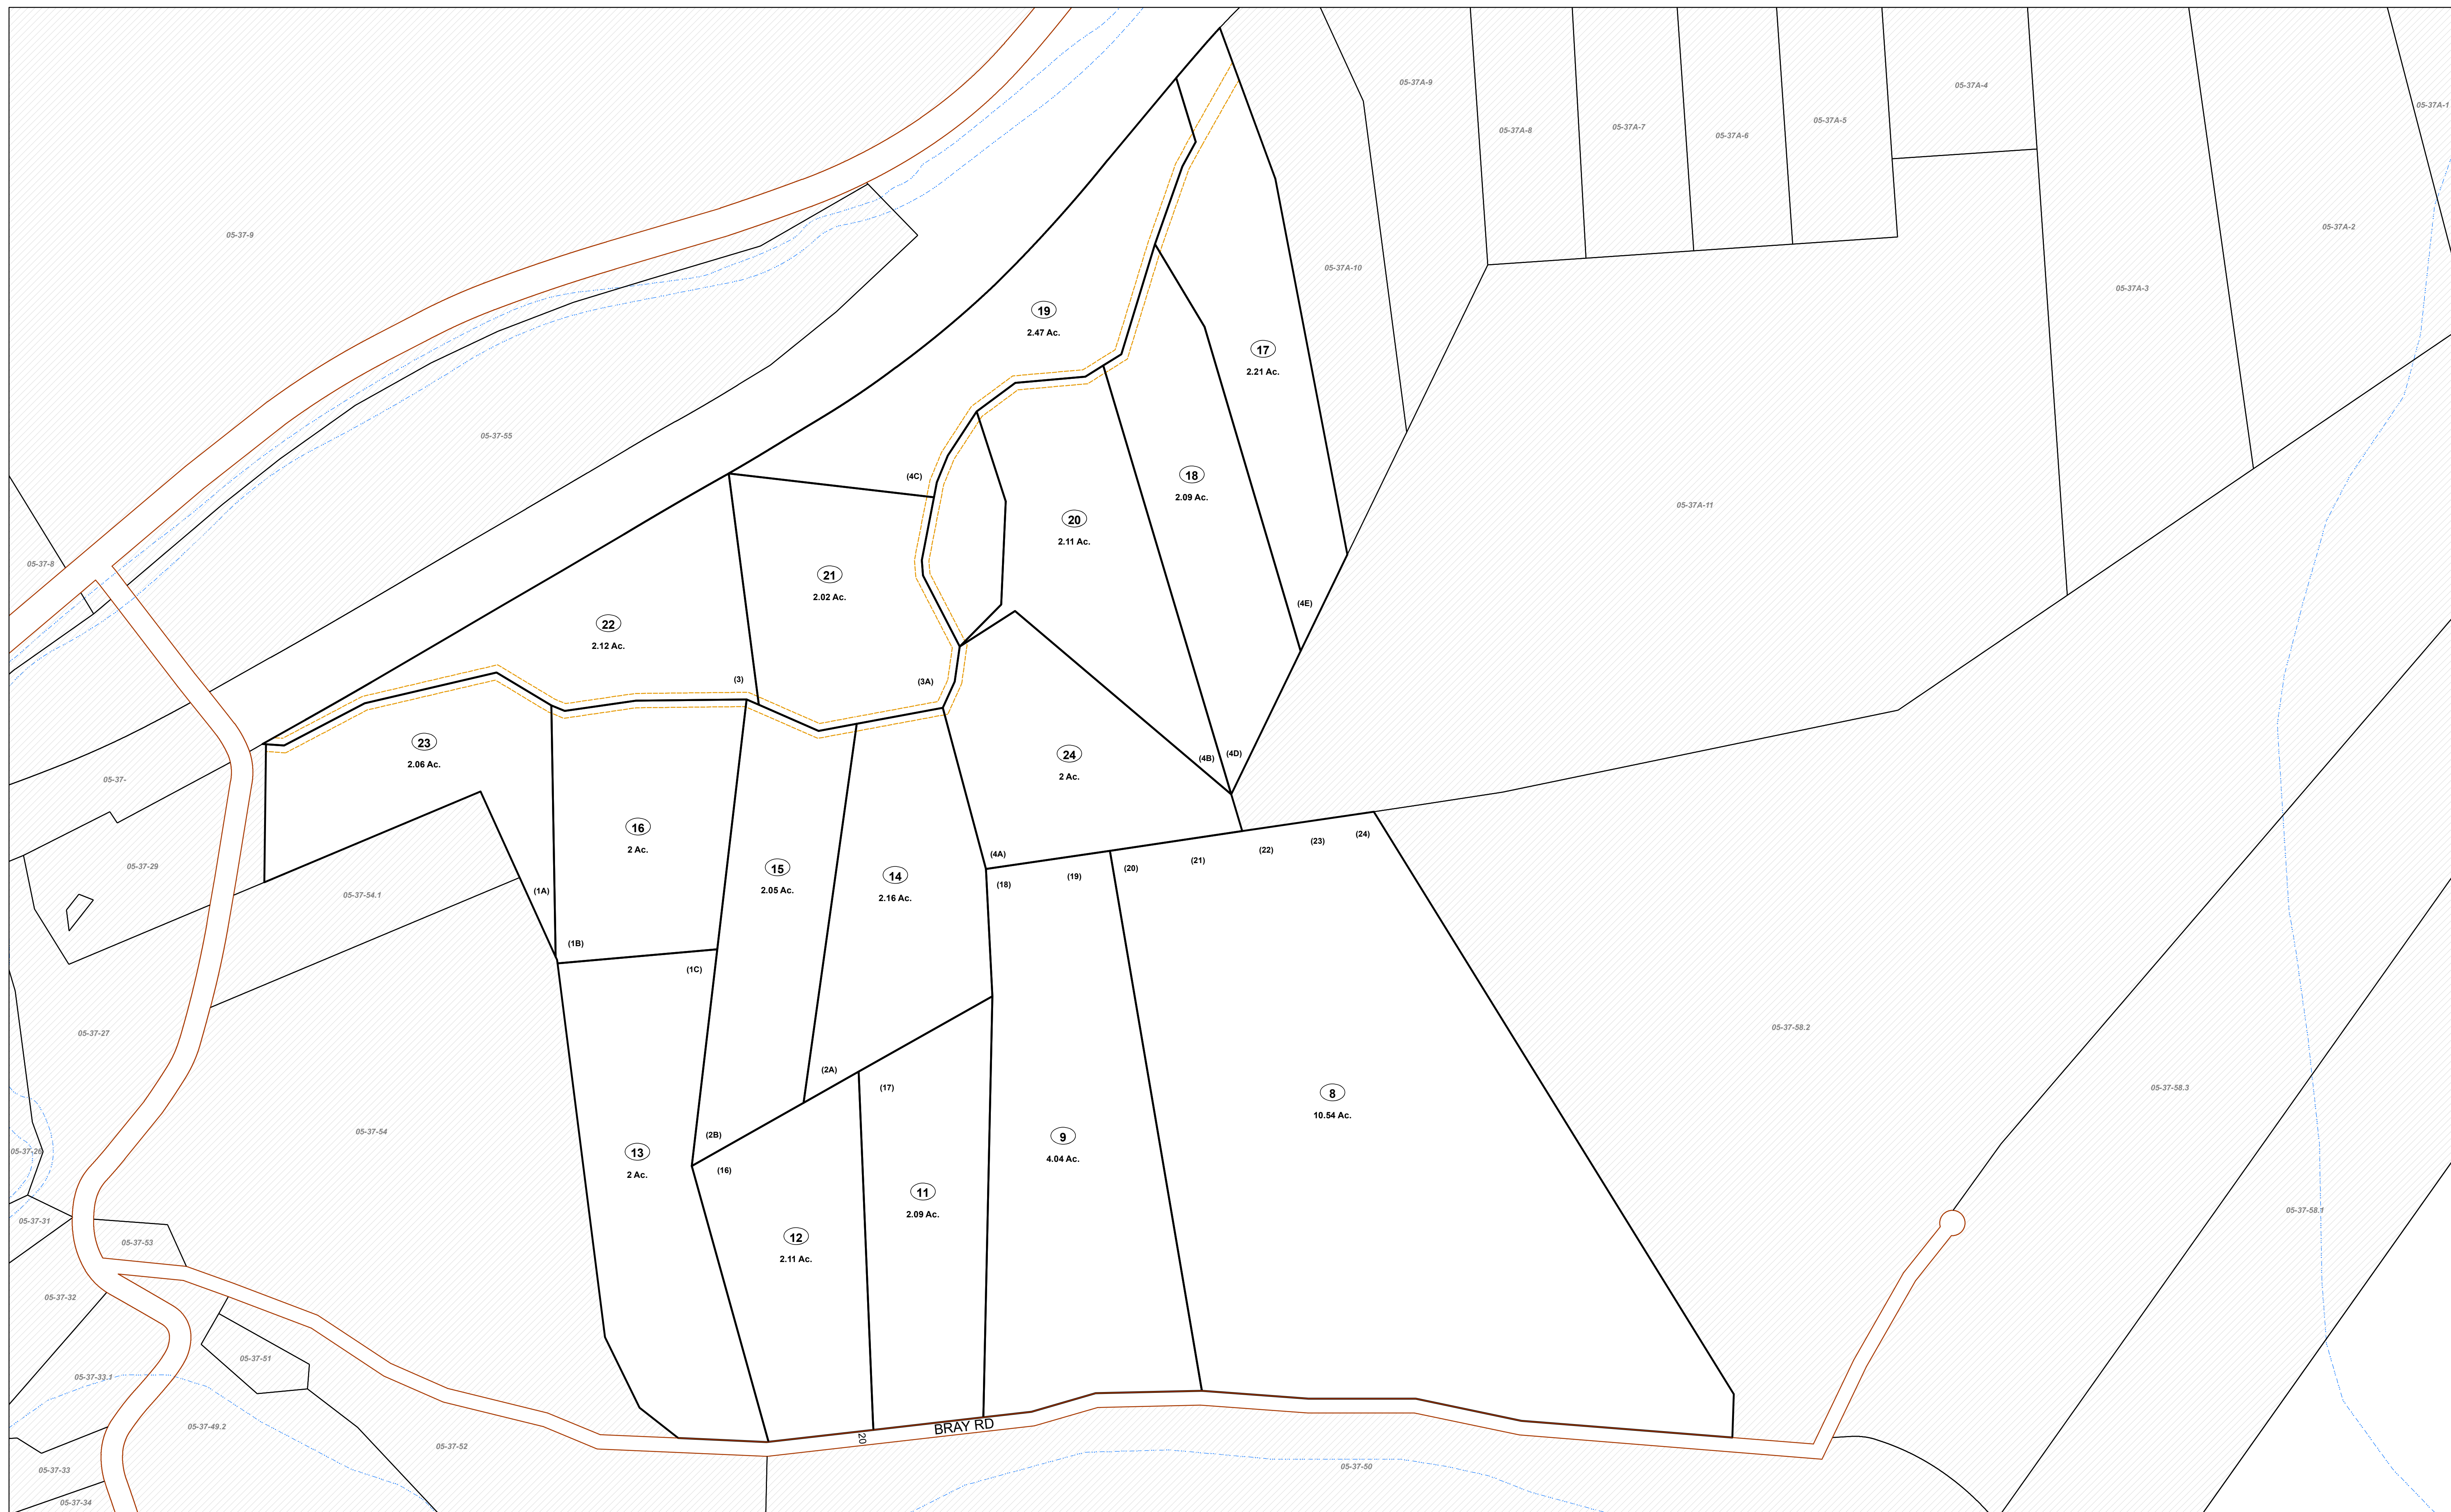 05-37A-9
05-37A-4
05-37A-1
05-37A-8
05-37A-7
05-37A-6
05-37A-5
05-37-9
05-37A-2
05-37A-10
05-37A-3
19
2.47 Ac.
17
2.21 Ac.
05-37-55
(4C)
18
2.09 Ac.
05-37A-11
20
2.11 Ac.
05-37-8
21
2.02 Ac.
(4E)
22
2.12 Ac.
(3)
(3A)
23
2.06 Ac.
24
2 Ac.
(4B)
(4D)
05-37-
16
2 Ac.
(24)
(23)
(22)
(21)
(20)
(19)
(18)
(4A)
05-37-29
15
2.05 Ac.
14
2.16 Ac.
05-37-54.1
(1A)
(1B)
(1C)
05-37-27
05-37-58.2
(2A)
(17)
05-37-58.3
8
10.54 Ac.
05-37-54
(2B)
9
4.04 Ac.
05-37-26
13
2 Ac.
(16)
11
2.09 Ac.
05-37-58.1
05-37-31
05-37-53
12
2.11 Ac.
05-37-32
05-37-51
05-37-33.1
05-37-49.2
BRAY RD
20
05-37-52
05-37-33
05-37-50
05-37-34